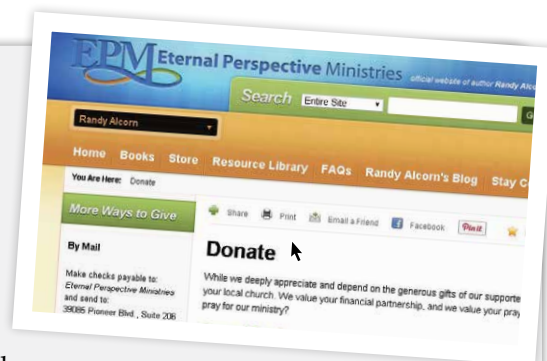 EPM Eternal Perspective Ministries official website of author Randy
Search Entire Site
Randy Alcorn
Home Books Store Resource Library FAQs Randy Alcorn's Blog Stay
You Are Here: Donate
More Ways to Give
Share Print Email a Friend Facebook Pin it
By Mail
Make checks payable to:
Eternal Perspective Ministries
and send to:
39085 Pioneer Blvd., Suite 206
Donate
While we deeply appreciate and depend on the generous gifts of our
your local church. We value your financial partnership, and we value your
pray for our ministry?